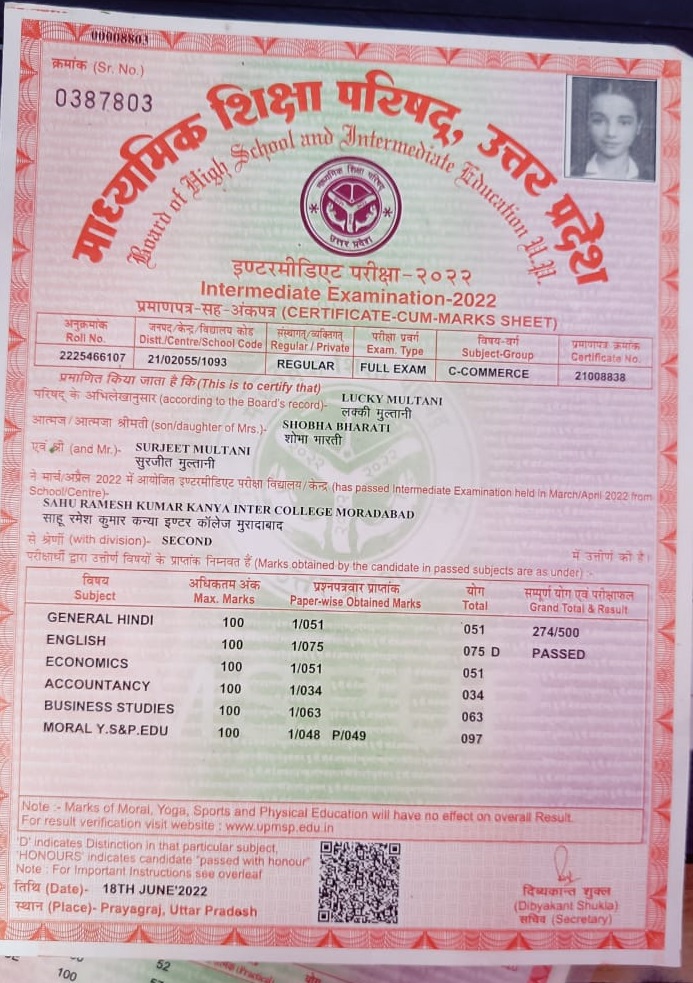 00008803
क्रमांक (Sr. No.)
0387803
माध्यमिक शिक्षा परिषद्, उत्तर प्रदेश
Board of High School and Intermediate Education U.P.
माध्यमिक शिक्षा परिषद
उत्तर प्रदेश
इण्टरमीडिएट परीक्षा-२०२२
Intermediate Examination-2022
प्रमाणपत्र-सह-अंकपत्र (CERTIFICATE-CUM-MARKS SHEET)
अनुक्रमांक जनपद/केन्द्र/विद्यालय कोड संस्थागत/व्यक्तिगत परीक्षा प्रवर्ग विषय-वर्ग प्रमाणपत्र क्रमांक
Roll No. Distt./Centre/School Code Regular / Private Exam. Type Subject-Group Certificate No.
2225466107 21/02055/1093 REGULAR FULL EXAM C-COMMERCE 21008838
प्रमाणित किया जाता है कि(This is to certify that)
परिषद के अभिलेखानुसार (according to the Board's record)- LUCKY MULTANI
लक्की मुल्तानी
आत्मज/आत्मजा श्रीमती (son/daughter of Mrs.)- SHOBHA BHARATI
शोभा भारती
एवं श्री (and Mr.)- SURJEET MULTANI
सुरजीत मुल्तानी
ने मार्च/अप्रैल 2022 में आयोजित इण्टरमीडिएट परीक्षा विद्यालय/केन्द्र (has passed Intermediate Examination held in March/April 2022 from
School/Centre)-
SAHU RAMESH KUMAR KANYA INTER COLLEGE MORADABAD
साहू रमेश कुमार कन्या इण्टर कॉलेज मुरादाबाद
से श्रेणी (with division)- SECOND में उत्तीर्ण की है।
परीक्षार्थी द्वारा उत्तीर्ण विषयों के प्राप्तांक निम्नवत हैं (Marks obtained by the candidate in passed subjects are as under) :-
विषय अधिकतम अंक प्रश्नपत्रवार प्राप्तांक योग सम्पूर्ण योग एवं परीक्षाफल
Subject Max. Marks Paper-wise Obtained Marks Total Grand Total & Result
GENERAL HINDI 100 1/051 051 274/500
ENGLISH 100 1/075 075 D PASSED
ECONOMICS 100 1/051 051
ACCOUNTANCY 100 1/034 034
BUSINESS STUDIES 100 1/063 063
MORAL Y.S&P.EDU 100 1/048 P/049 097
Note :- Marks of Moral, Yoga, Sports and Physical Education will have no effect on overall Result.
For result verification visit website : www.upmsp.edu.in
'D' indicates Distinction in that particular subject,
'HONOURS' indicates candidate "passed with honour"
Note : For Important Instructions see overleaf
तिथि (Date)- 18TH JUNE'2022
स्थान (Place)- Prayagraj, Uttar Pradesh
दिव्यकान्त शुक्ल
(Dibyakant Shukla)
सचिव (Secretary)
52
100